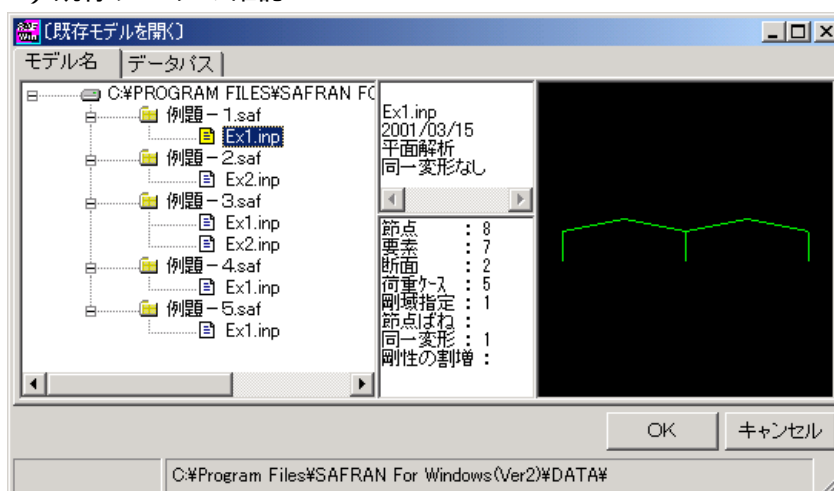 〔既存モデルを開く〕
モデル名
データパス
C:¥PROGRAM FILES¥SAFRAN FO
例題－1.saf
Ex1.inp
例題－2.saf
Ex2.inp
例題－3.saf
Ex1.inp
Ex2.inp
例題－4.saf
Ex1.inp
例題－5.saf
Ex1.inp
Ex1.inp
2001/03/15
平面解析
同一変形なし
節点 : 8
要素 : 7
断面 : 2
荷重ｹｰｽ : 5
剛域指定 : 1
節点ばね :
同一変形 : 1
剛性の割増 :
OK
キャンセル
C:¥Program Files¥SAFRAN For Windows(Ver2)¥DATA¥